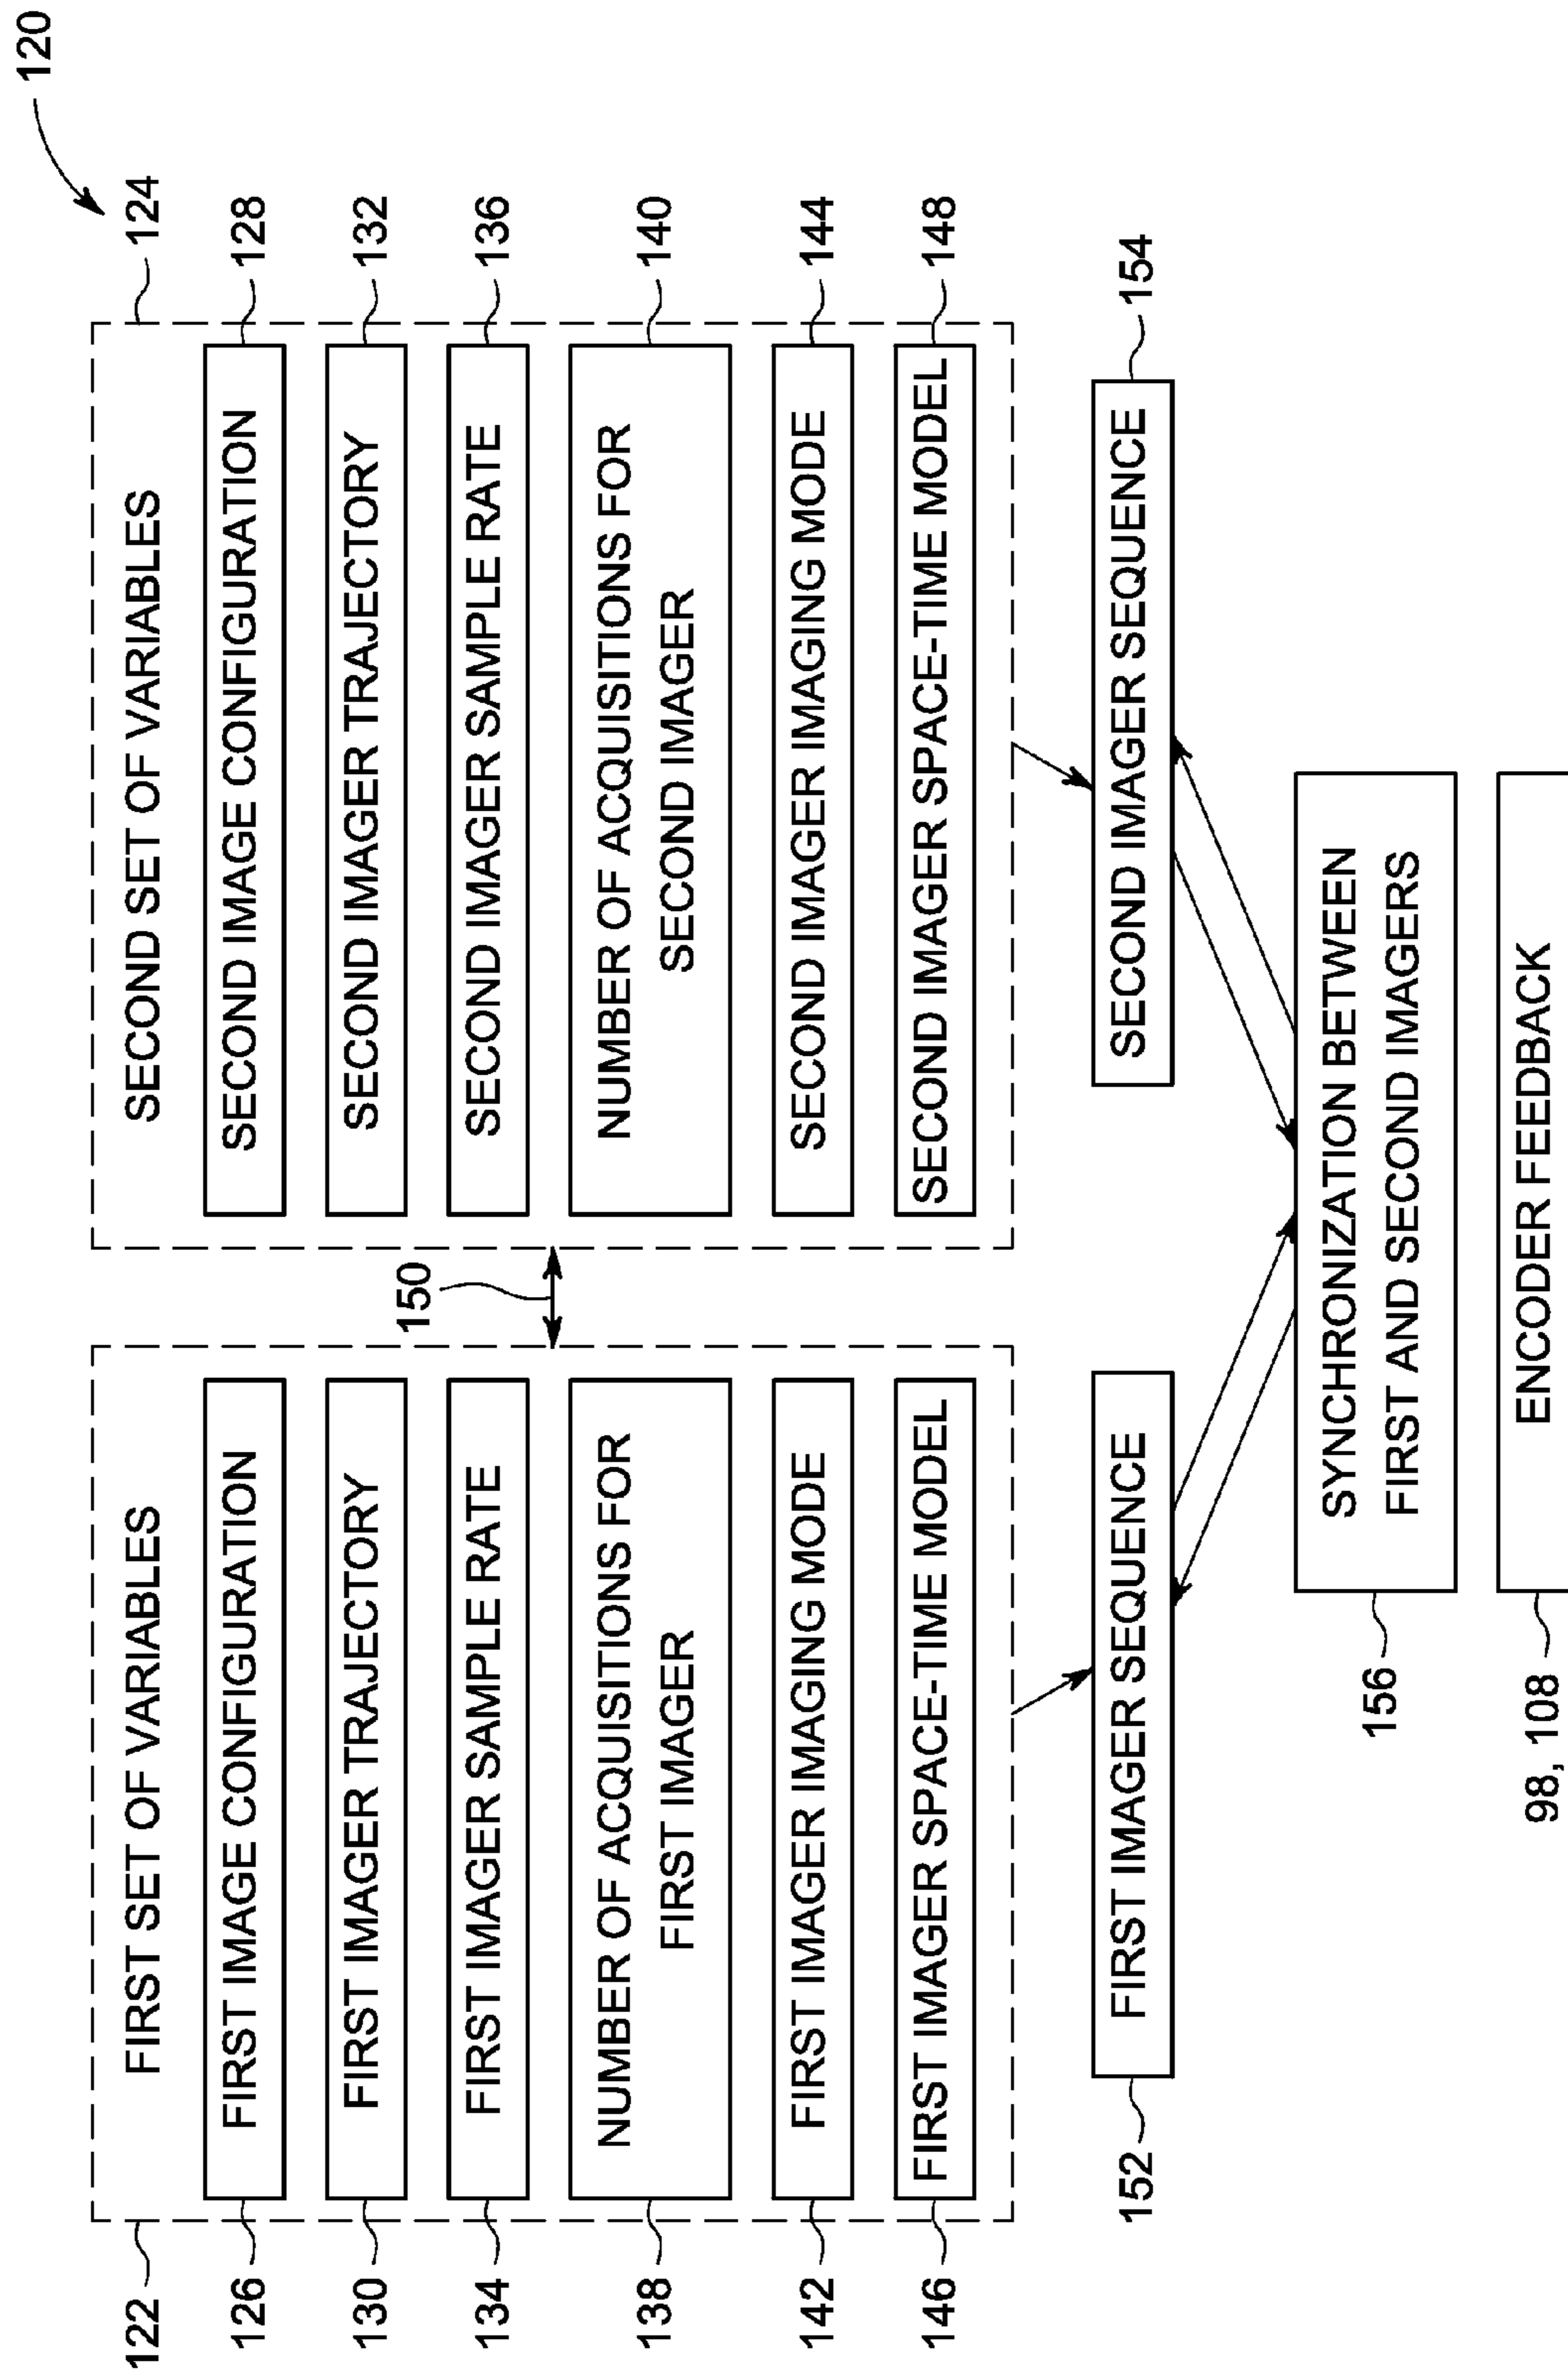 120
122
FIRST SET OF VARIABLES
126
FIRST IMAGE CONFIGURATION
130
FIRST IMAGER TRAJECTORY
134
FIRST IMAGER SAMPLE RATE
138
NUMBER OF ACQUISITIONS FOR
FIRST IMAGER
142
FIRST IMAGER IMAGING MODE
146
FIRST IMAGER SPACE-TIME MODEL
150
SECOND SET OF VARIABLES
124
SECOND IMAGE CONFIGURATION
128
SECOND IMAGER TRAJECTORY
132
SECOND IMAGER SAMPLE RATE
136
NUMBER OF ACQUISITIONS FOR
SECOND IMAGER
140
SECOND IMAGER IMAGING MODE
144
SECOND IMAGER SPACE-TIME MODEL
148
152
FIRST IMAGER SEQUENCE
SECOND IMAGER SEQUENCE
154
156
SYNCHRONIZATION BETWEEN
FIRST AND SECOND IMAGERS
98, 108
ENCODER FEEDBACK